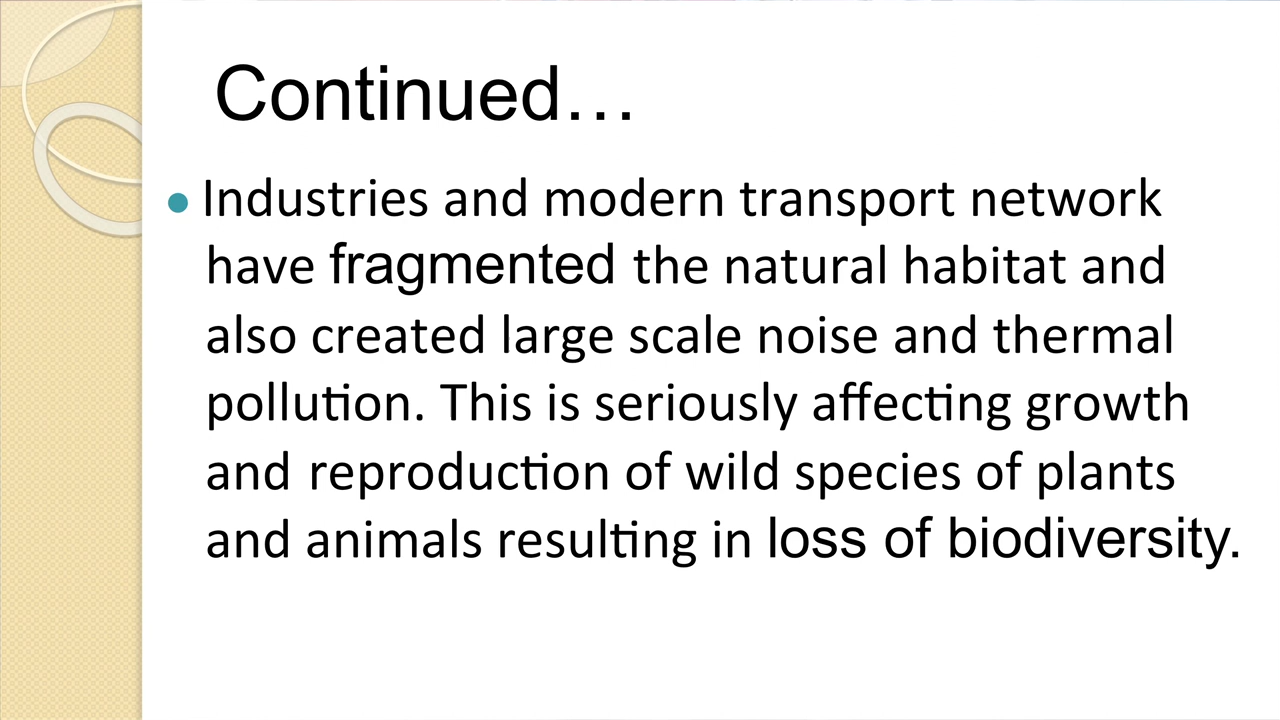 Continued…
• Industries and modern transport network
have fragmented the natural habitat and
also created large scale noise and thermal
pollution. This is seriously affecting growth
and reproduction of wild species of plants
and animals resulting in loss of biodiversity.